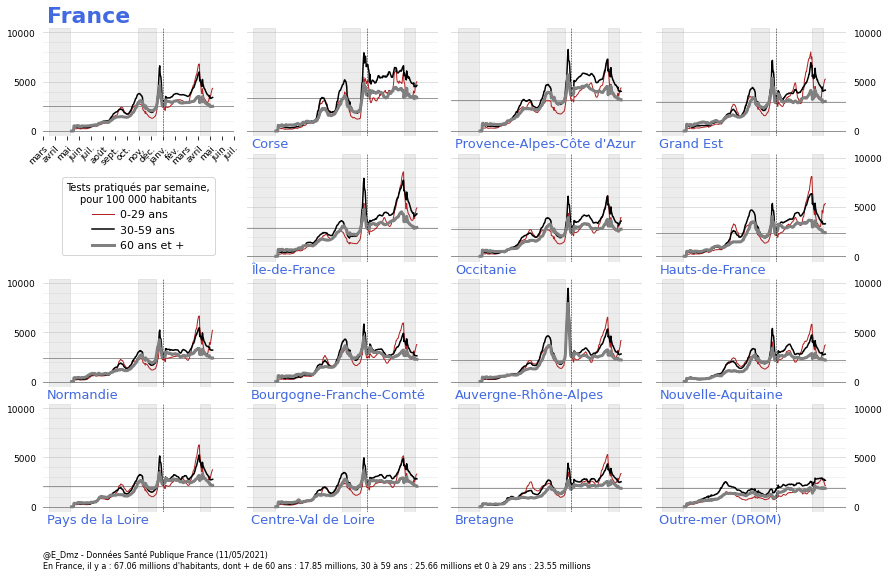 France
10000
10000
5000
5000
0
0
mars
avril
mai
juin
juil.
août
sept.
oct.
nov.
déc.
janv.
fév.
mars
avril
mai
juin
juil.
Corse
Provence-Alpes-Côte d'Azur
Grand Est
Tests pratiqués par semaine,
pour 100 000 habitants
0-29 ans
30-59 ans
60 ans et +
10000
5000
0
Île-de-France
Occitanie
Hauts-de-France
10000
10000
5000
5000
0
0
Normandie
Bourgogne-Franche-Comté
Auvergne-Rhône-Alpes
Nouvelle-Aquitaine
10000
10000
5000
5000
0
0
Pays de la Loire
Centre-Val de Loire
Bretagne
Outre-mer (DROM)
@E_Dmz - Données Santé Publique France (11/05/2021)
En France, il y a : 67.06 millions d'habitants, dont + de 60 ans : 17.85 millions, 30 à 59 ans : 25.66 millions et 0 à 29 ans : 23.55 millions